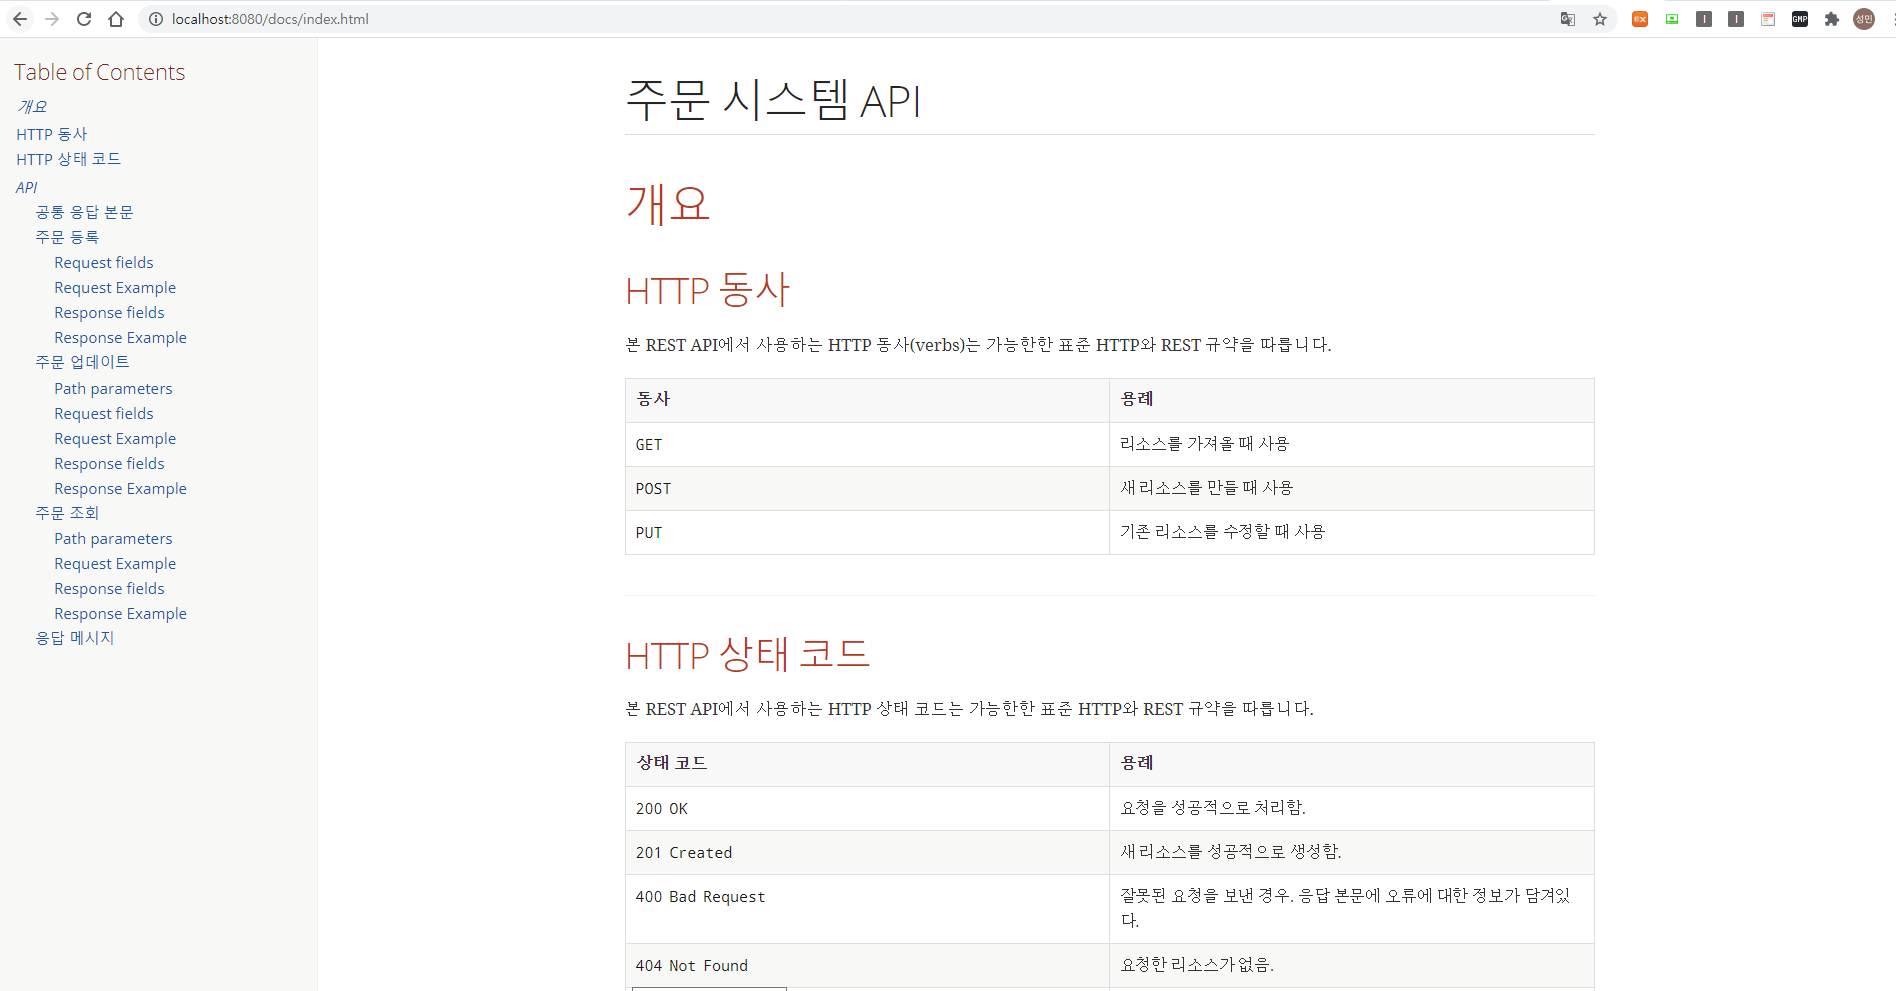 localhost:8080/docs/index.html
EX
GMP
성민
Table of Contents
개요
HTTP 동사
HTTP 상태 코드
API
공통 응답 본문
주문 등록
Request fields
Request Example
Response fields
Response Example
주문 업데이트
Path parameters
Request fields
Request Example
Response fields
Response Example
주문 조회
Path parameters
Request Example
Response fields
Response Example
응답 메시지
주문 시스템 API
개요
HTTP 동사
본 REST API에서 사용하는 HTTP 동사(verbs)는 가능한한 표준 HTTP와 REST 규약을 따릅니다.
동사 용례
GET 리소스를 가져올 때 사용
POST 새 리소스를 만들 때 사용
PUT 기존 리소스를 수정할 때 사용
HTTP 상태 코드
본 REST API에서 사용하는 HTTP 상태 코드는 가능한한 표준 HTTP와 REST 규약을 따릅니다.
상태 코드 용례
200 OK 요청을 성공적으로 처리함.
201 Created 새 리소스를 성공적으로 생성함.
400 Bad Request 잘못된 요청을 보낸 경우. 응답 본문에 오류에 대한 정보가 담겨있
다.
404 Not Found 요청한 리소스가 없음.